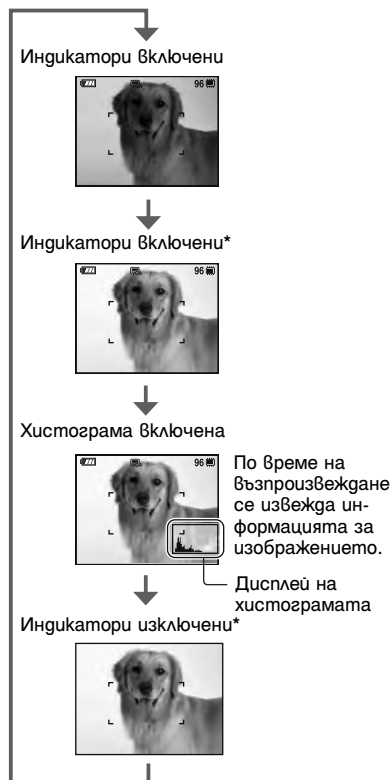 Индикатори включени
96
Индикатори включени*
96
Хистограма включена
96
По време на
възпроизвеждане
се извежда ин-
формацията за
изображението.
Дисплей на
хистограмата
Индикатори изключени*